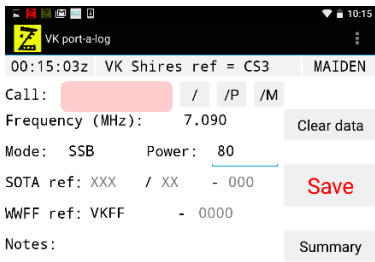 10:15
VK port-a-log
00:15:03z VK Shires ref = CS3 MAIDEN
Call: / /P /M
Frequency (MHz): 7.090
Clear data
Mode: SSB Power: 80
SOTA ref: XXX / XX - 000
Save
WWFF ref: VKFF - 0000
Notes:
Summary